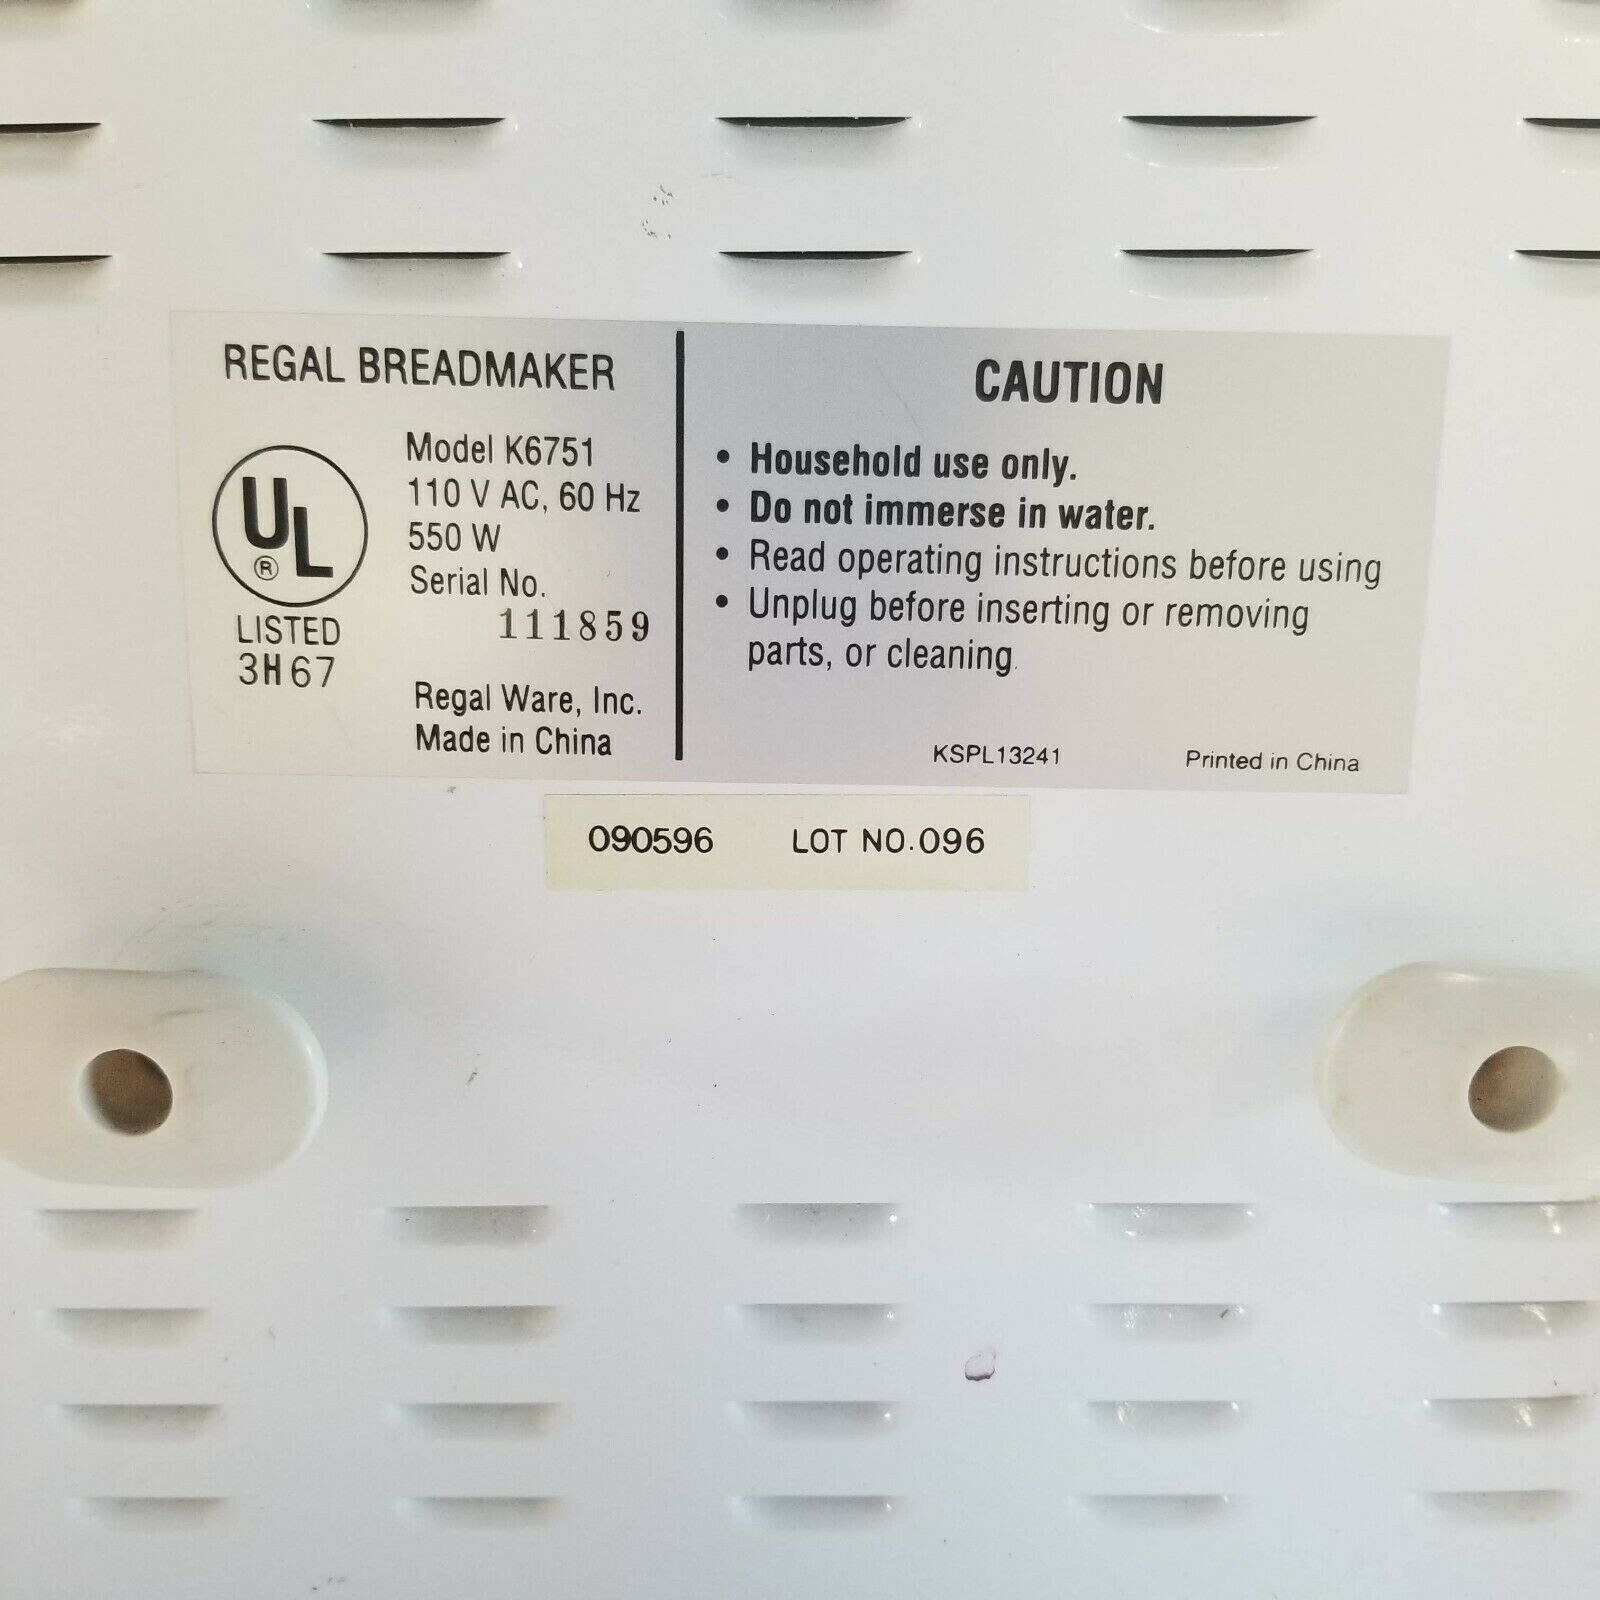 REGAL BREADMAKER
UL
®
LISTED
3H67
Model K6751
110 V AC, 60 Hz
550 W
Serial No.
111859
Regal Ware, Inc.
Made in China
CAUTION
• Household use only.
• Do not immerse in water.
• Read operating instructions before using
• Unplug before inserting or removing
parts, or cleaning.
KSPL13241 Printed in China
090596 LOT NO.096